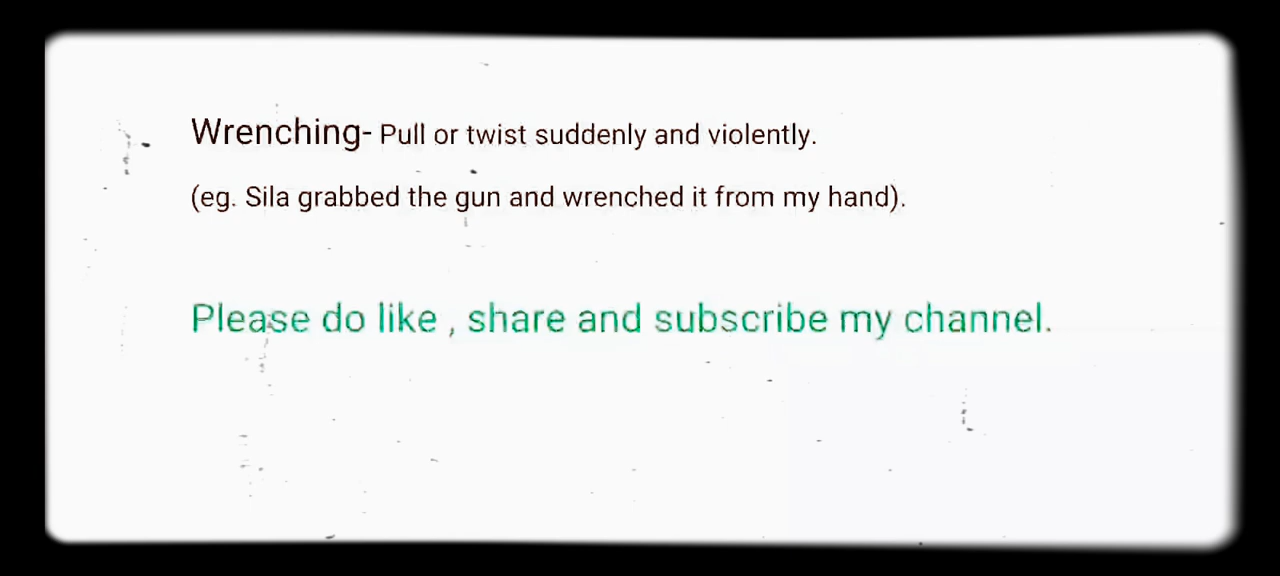 Wrenching- Pull or twist suddenly and violently.
(eg. Sila grabbed the gun and wrenched it from my hand).
Please do like , share and subscribe my channel.